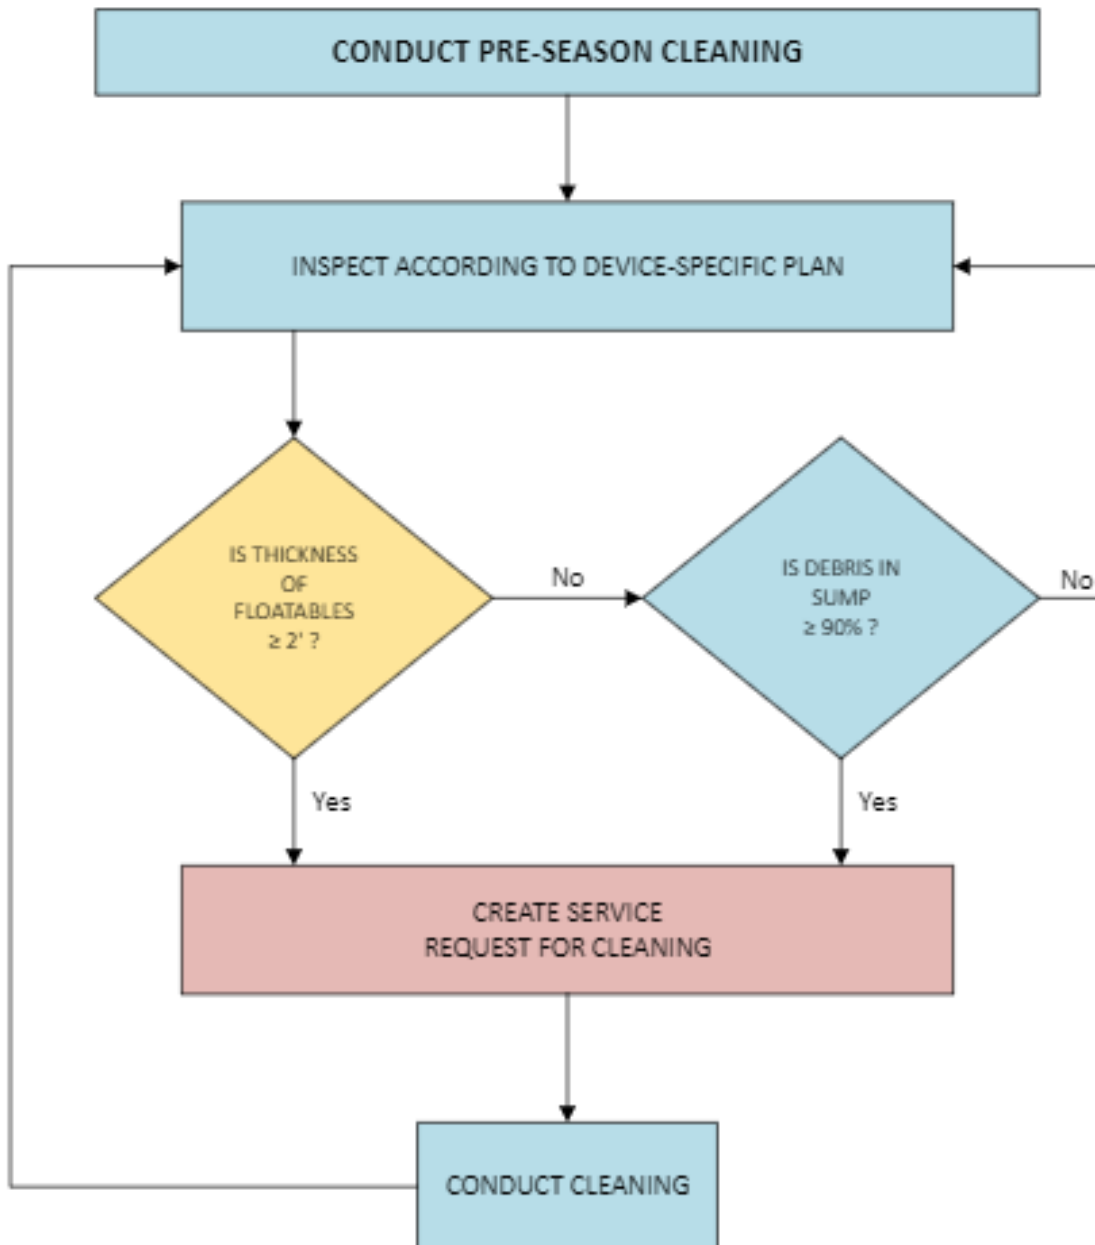 CONDUCT PRE-SEASON CLEANING
INSPECT ACCORDING TO DEVICE-SPECIFIC PLAN
IS THICKNESS
OF
FLOATABLES
≥ 2' ?
No
IS DEBRIS IN
SUMP
≥ 90% ?
No
Yes
Yes
CREATE SERVICE
REQUEST FOR CLEANING
CONDUCT CLEANING